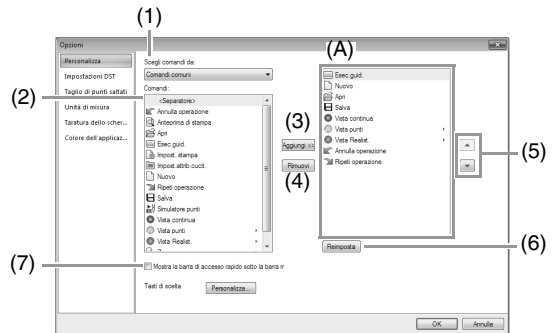 (1)
(A)
Opzioni
Personalizza
Impostazioni DST
Taglio di punti saltati
Unità di misura
Taratura dello scher...
Colore dell'applicaz...
Scegli comandi da:
Comandi comuni
(2)
Comandi:
<Separatore>
Annulla operazione
Anteprima di stampa
Apri
Esec.guid.
Impost. stampa
Impost.attrib.cucit.
Nuovo
Ripeti operazione
Salva
Simulatore punti
Vista continua
Vista punti
Vista Realist.
(3)
Aggiungi >>
Rimuovi
(4)
Esec.guid.
Nuovo
Apri
Salva
Vista continua
Vista punti
Vista Realist.
Annulla operazione
Ripeti operazione
(5)
Reimposta
(6)
(7)
Mostra la barra di accesso rapido sotto la barra
Tasti di scelta
Personalizza...
OK
Annulla